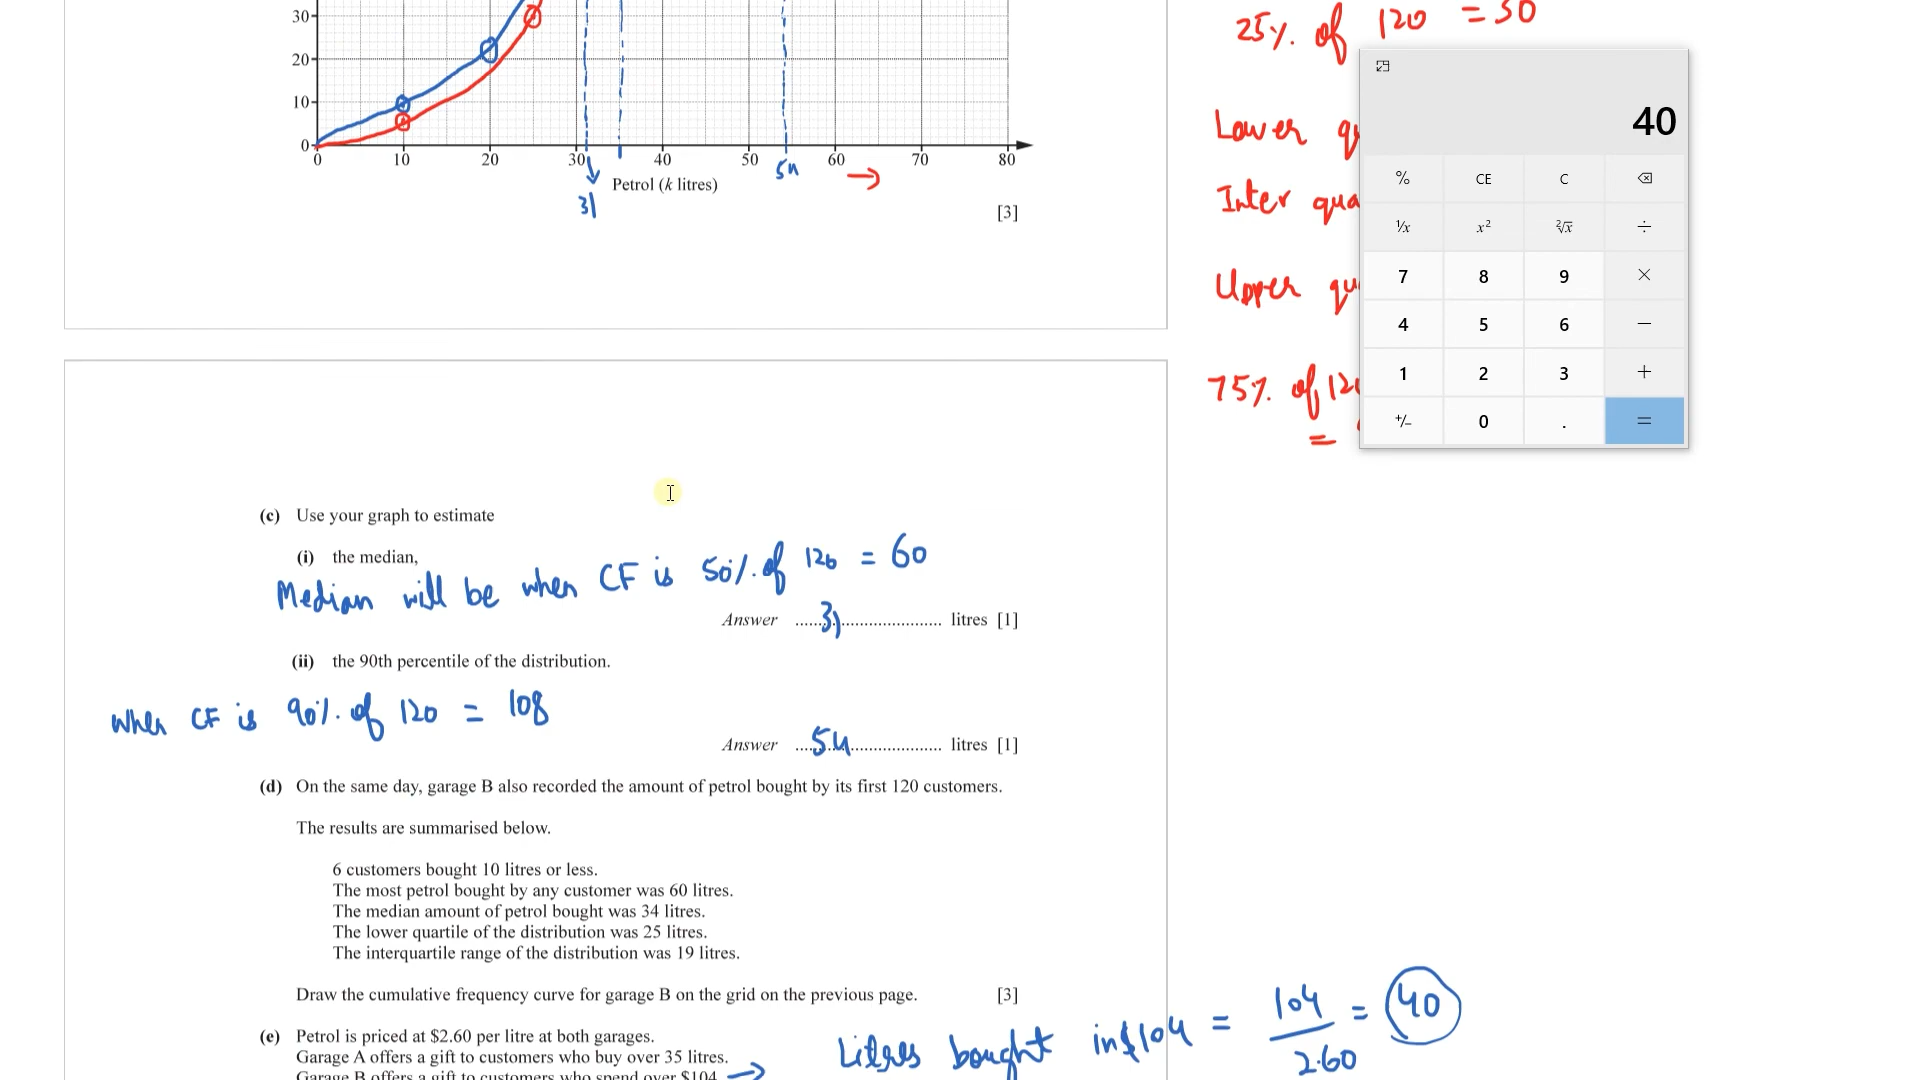 30
20
10
0
0 10 20 30 40 50 60 70 80
54
Petrol (k litres)
31
[3]
25% of 120 = 30
Lower
Inter
Upper
75% of
=
40
% CE C
1/x x² ²√x ÷
7 8 9 ×
4 5 6 −
1 2 3 +
+/− 0 . =
(c) Use your graph to estimate
(i) the median,
Median will be when CF is 50% of 120 = 60
Answer ......31...................... litres [1]
(ii) the 90th percentile of the distribution.
when CF is 90% of 120 = 108
Answer ....54...................... litres [1]
(d) On the same day, garage B also recorded the amount of petrol bought by its first 120 customers.
The results are summarised below.
6 customers bought 10 litres or less.
The most petrol bought by any customer was 60 litres.
The median amount of petrol bought was 34 litres.
The lower quartile of the distribution was 25 litres.
The interquartile range of the distribution was 19 litres.
Draw the cumulative frequency curve for garage B on the grid on the previous page. [3]
(e) Petrol is priced at $2.60 per litre at both garages.
Garage A offers a gift to customers who buy over 35 litres.
Garage B offers a gift to customers who spend over $104
Litres bought in $104 = 104 / 2.60 = 40